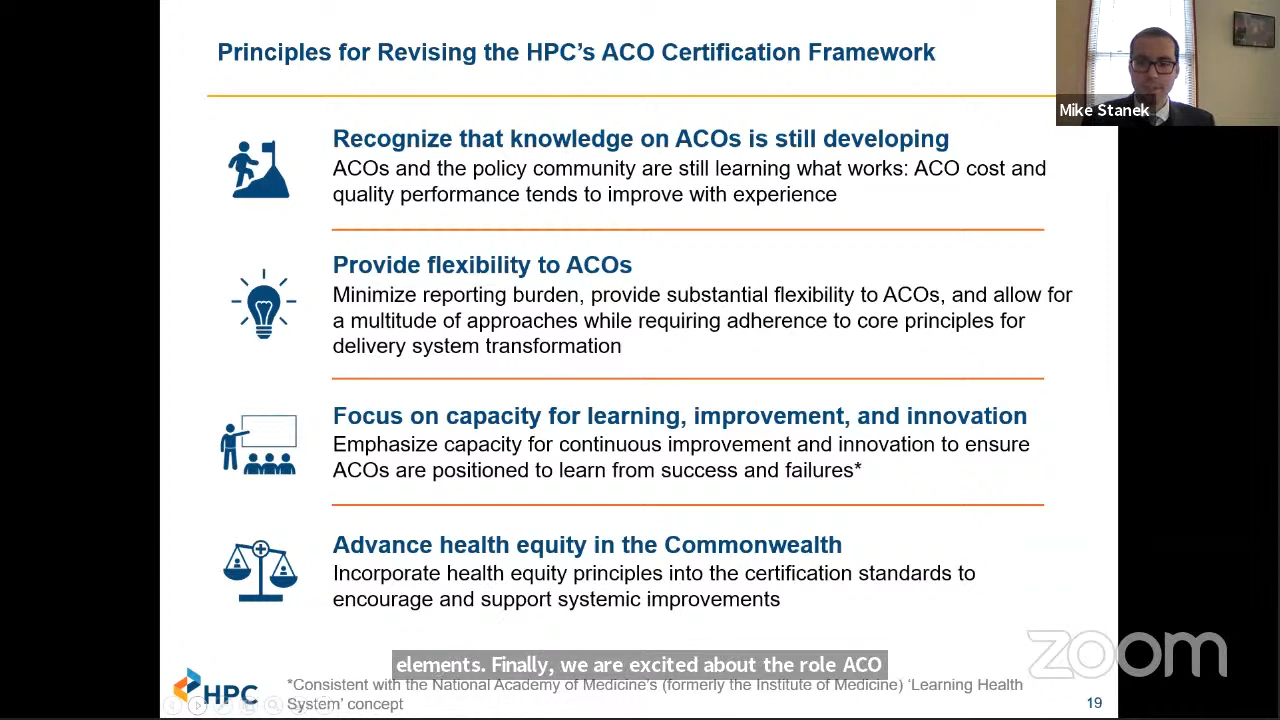 Principles for Revising the HPC's ACO Certification Framework
Mike Stanek
Recognize that knowledge on ACOs is still developing
ACOs and the policy community are still learning what works: ACO cost and
quality performance tends to improve with experience
Provide flexibility to ACOs
Minimize reporting burden, provide substantial flexibility to ACOs, and allow for
a multitude of approaches while requiring adherence to core principles for
delivery system transformation
Focus on capacity for learning, improvement, and innovation
Emphasize capacity for continuous improvement and innovation to ensure
ACOs are positioned to learn from success and failures*
Advance health equity in the Commonwealth
Incorporate health equity principles into the certification standards to
encourage and support systemic improvements
elements. Finally, we are excited about the role ACO
zoom
HPC
*Consistent with the National Academy of Medicine's (formerly the Institute of Medicine) 'Learning Health
System' concept
19